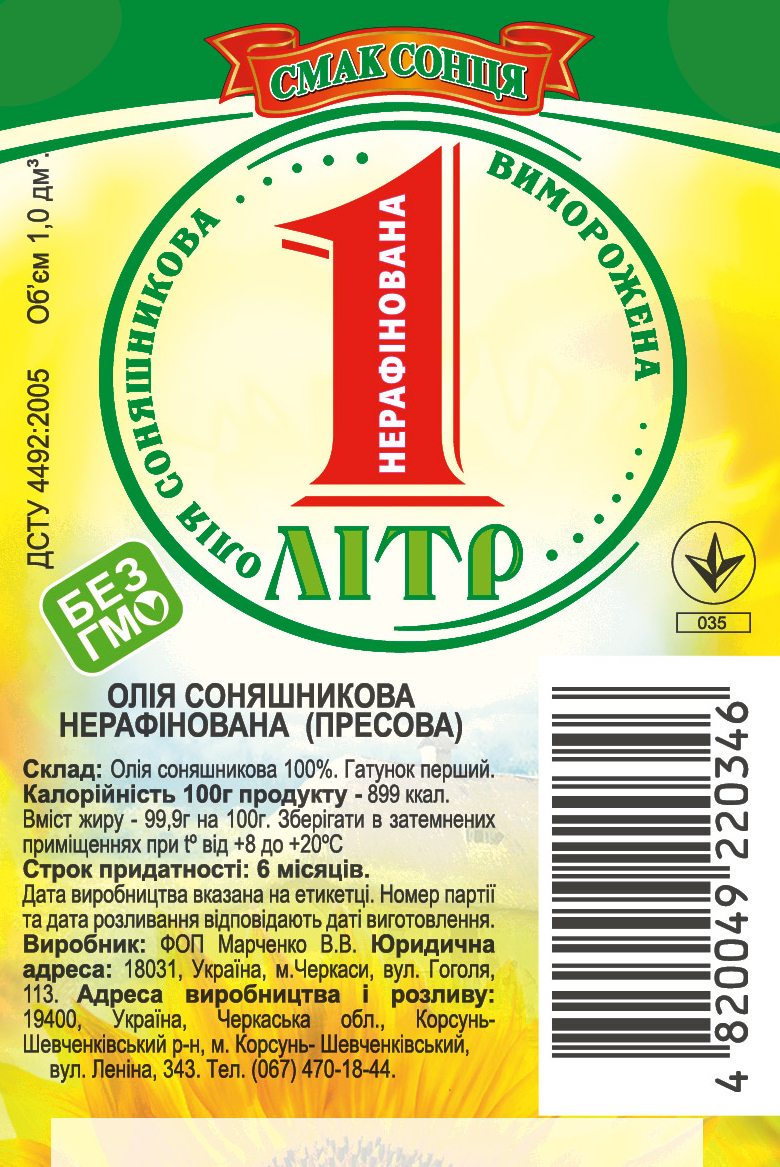 СМАК СОНЦЯ
ОЛІЯ СОНЯШНИКОВА
ВИМОРОЖЕНА
1
НЕРАФІНОВАНА
ЛІТР
ДСТУ 4492:2005 Об'єм 1,0 дм³.
БЕЗ
ГМО
035
ОЛІЯ СОНЯШНИКОВА
НЕРАФІНОВАНА (ПРЕСОВА)
Склад: Олія соняшникова 100%. Гатунок перший.
Калорійність 100г продукту - 899 ккал.
Вміст жиру - 99,9г на 100г. Зберігати в затемнених
приміщеннях при tº від +8 до +20ºС
Строк придатності: 6 місяців.
Дата виробництва вказана на етикетці. Номер партії
та дата розливання відповідають даті виготовлення.
Виробник: ФОП Марченко В.В. Юридична
адреса: 18031, Україна, м.Черкаси, вул. Гоголя,
113. Адреса виробництва і розливу:
19400, Україна, Черкаська обл., Корсунь-
Шевченківський р-н, м. Корсунь- Шевченківський,
вул. Леніна, 343. Тел. (067) 470-18-44.
4 820049 220346